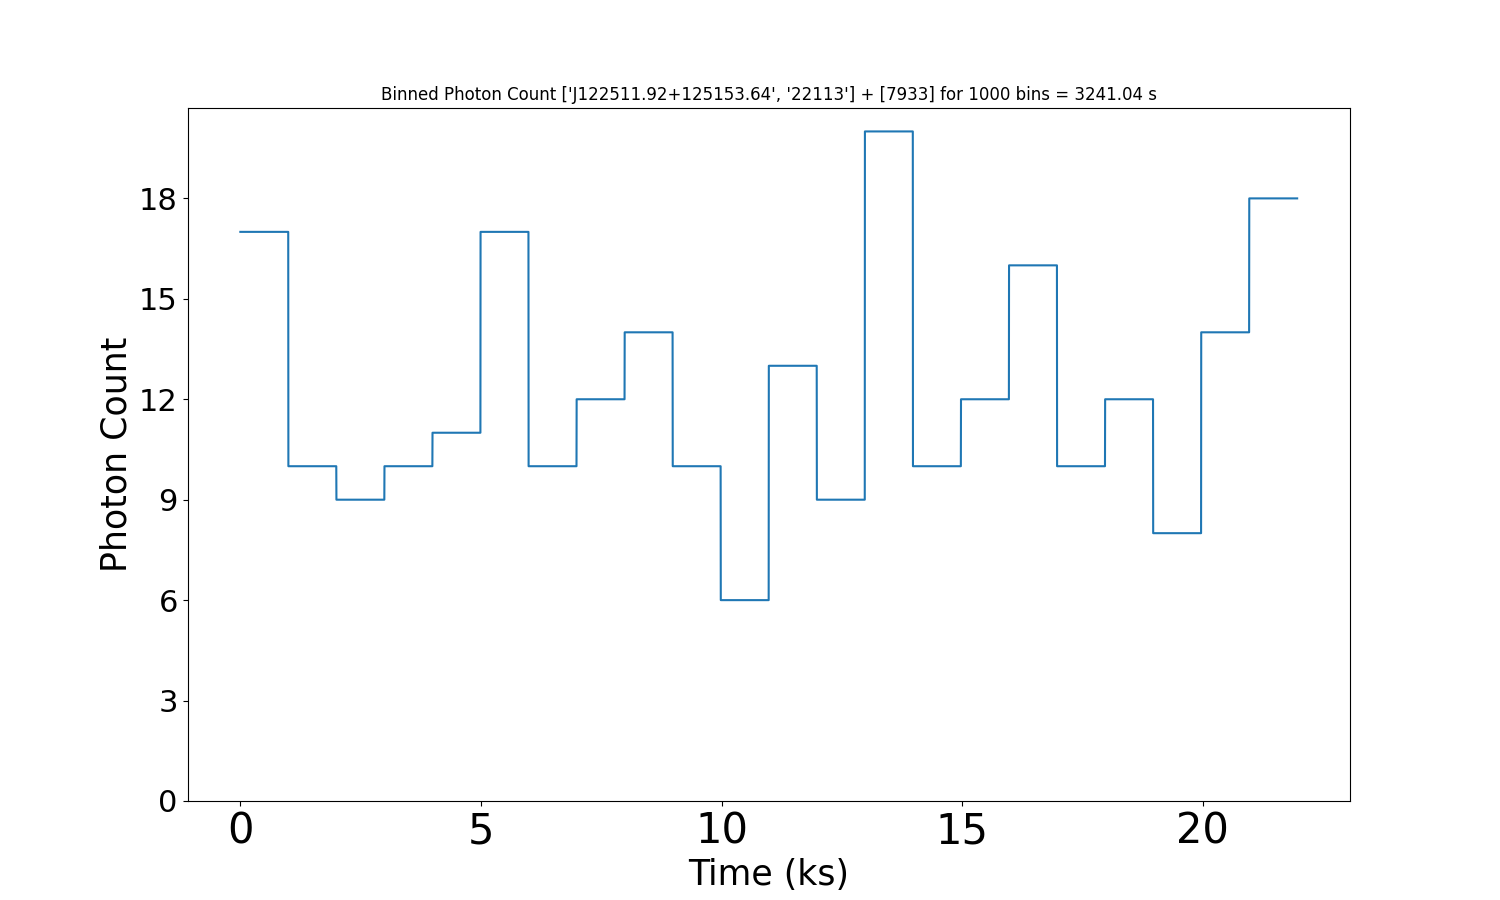 Binned Photon Count ['J122511.92+125153.64', '22113'] + [7933] for 1000 bins = 3241.04 s
18
15
12
9
6
3
0
Photon Count
0 5 10 15 20
Time (ks)